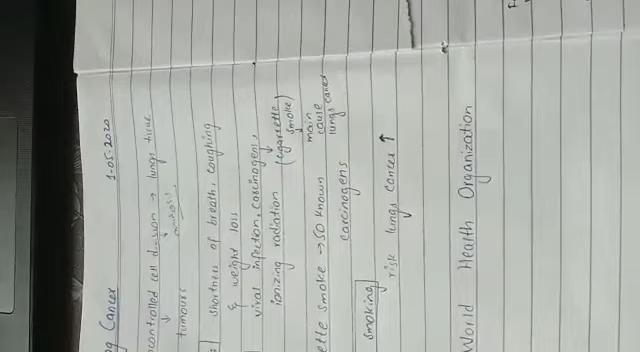 g Cancer 1-05-2020
controlled cell division → lungs tissue
tumours
shortness of breath, coughing
& weight loss
viral infection, carcinogens,
ionizing radiation (cigarette smoke)
main cause lungs cancer
ette smoke → 50 known
carcinogens
smoking
risk lungs cancer ↑
World Health Organization